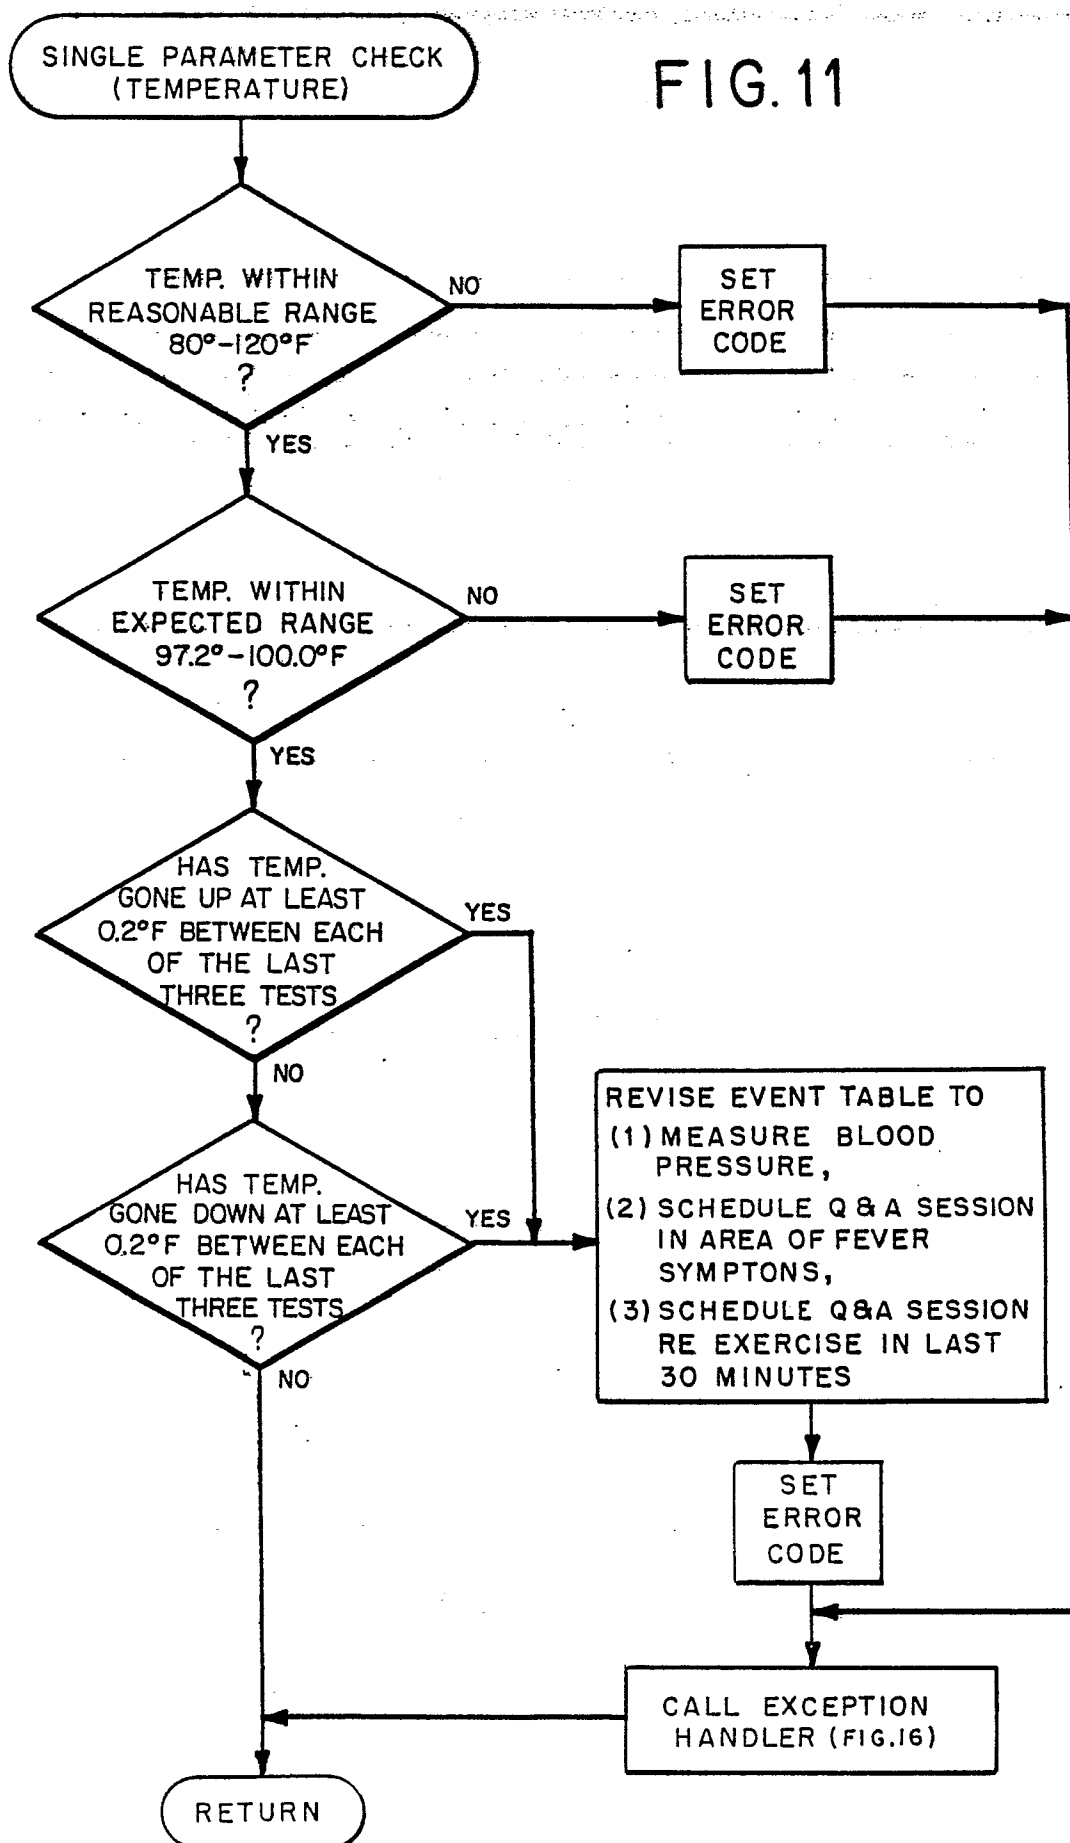 SINGLE PARAMETER CHECK
(TEMPERATURE)
FIG. 11
TEMP. WITHIN
REASONABLE RANGE
80°-120°F
?
NO
SET
ERROR
CODE
YES
TEMP. WITHIN
EXPECTED RANGE
97.2°-100.0°F
?
NO
SET
ERROR
CODE
YES
HAS TEMP.
GONE UP AT LEAST
0.2°F BETWEEN EACH
OF THE LAST
THREE TESTS
?
YES
NO
HAS TEMP.
GONE DOWN AT LEAST
0.2°F BETWEEN EACH
OF THE LAST
THREE TESTS
?
YES
NO
REVISE EVENT TABLE TO
(1) MEASURE BLOOD
PRESSURE,
(2) SCHEDULE Q & A SESSION
IN AREA OF FEVER
SYMPTONS,
(3) SCHEDULE Q&A SESSION
RE EXERCISE IN LAST
30 MINUTES
SET
ERROR
CODE
CALL EXCEPTION
HANDLER (FIG.16)
RETURN